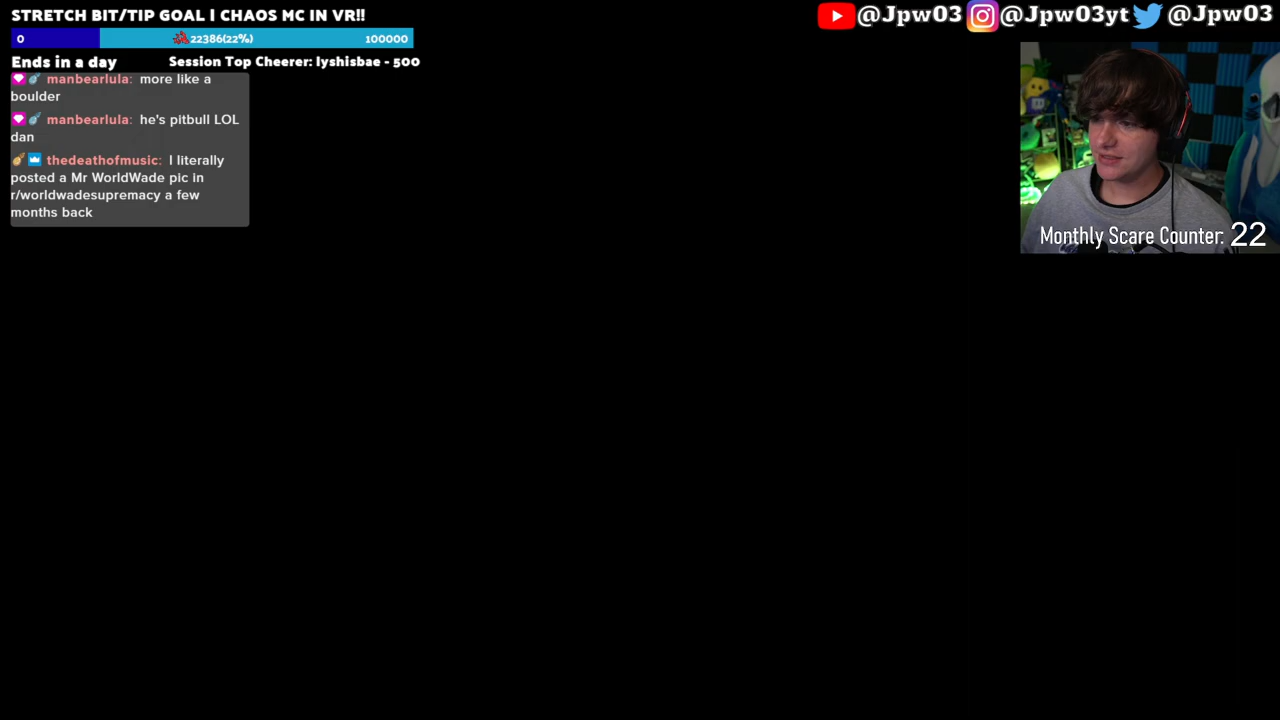 STRETCH BIT/TIP GOAL I CHAOS MC IN VR!!
@Jpw03 @Jpw03yt @Jpw03
0 22386(22%) 100000
Ends in a day Session Top Cheerer: lyshisbae - 500
manbearlula: more like a
boulder
manbearlula: he's pitbull LOL
dan
thedeathofmusic: I literally
posted a Mr WorldWade pic in
r/worldwadesupremacy a few
months back
Monthly Scare Counter: 22